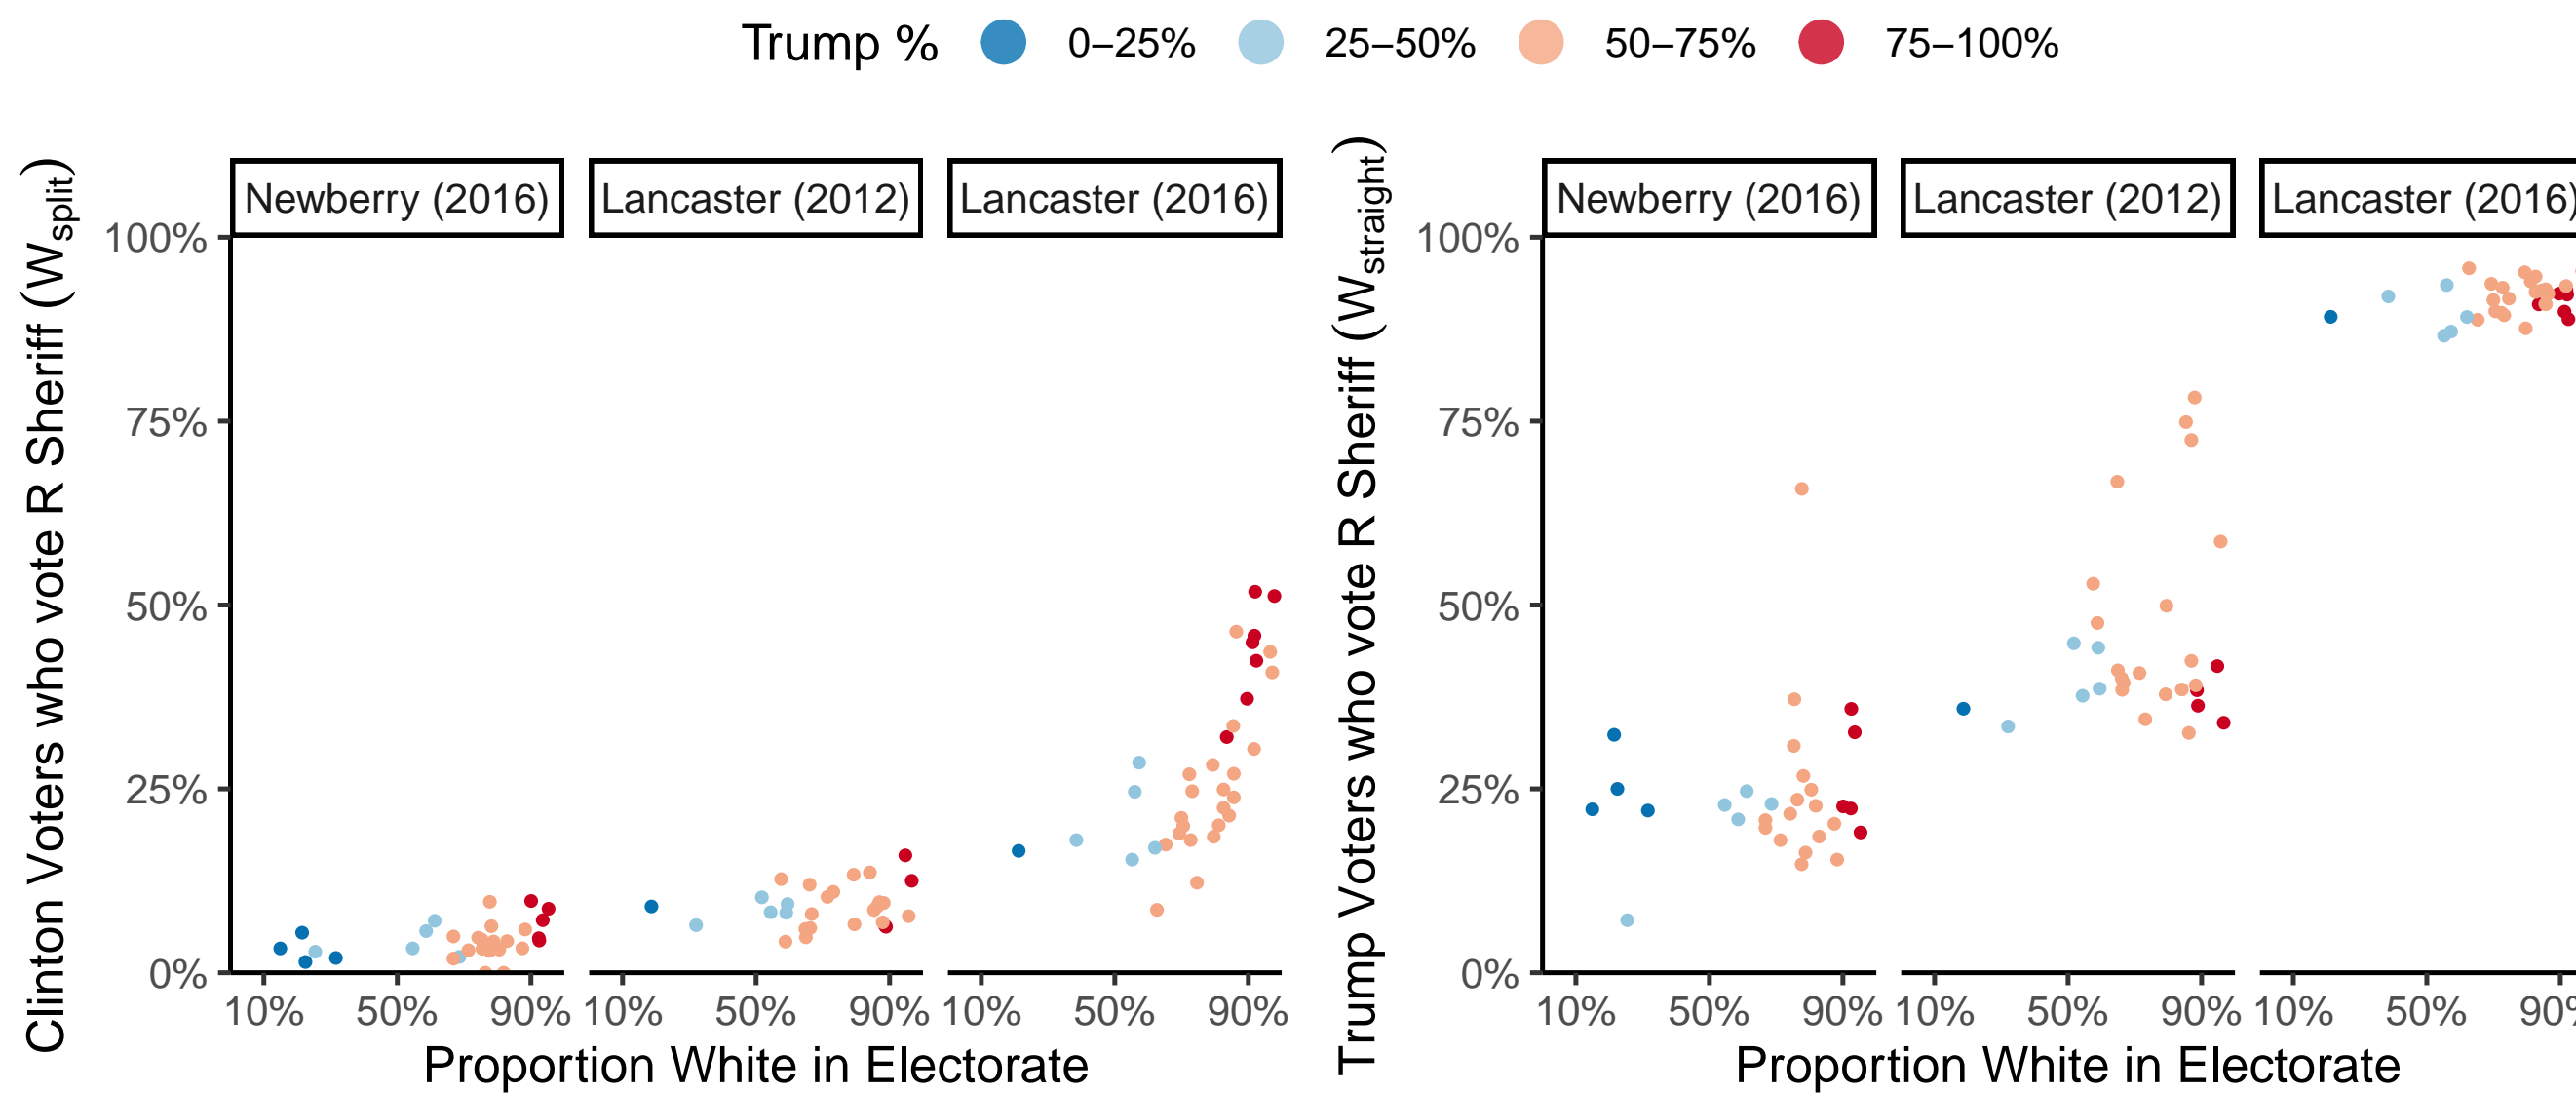 Trump % 0–25% 25–50% 50–75% 75–100%
Clinton Voters who vote R Sheriff (Wsplit)
Newberry (2016) Lancaster (2012) Lancaster (2016)
100%
75%
50%
25%
0%
10% 50% 90% 10% 50% 90% 10% 50% 90%
Proportion White in Electorate
Trump Voters who vote R Sheriff (Wstraight)
Newberry (2016) Lancaster (2012) Lancaster (2016)
100%
75%
50%
25%
0%
10% 50% 90% 10% 50% 90% 10% 50% 90%
Proportion White in Electorate